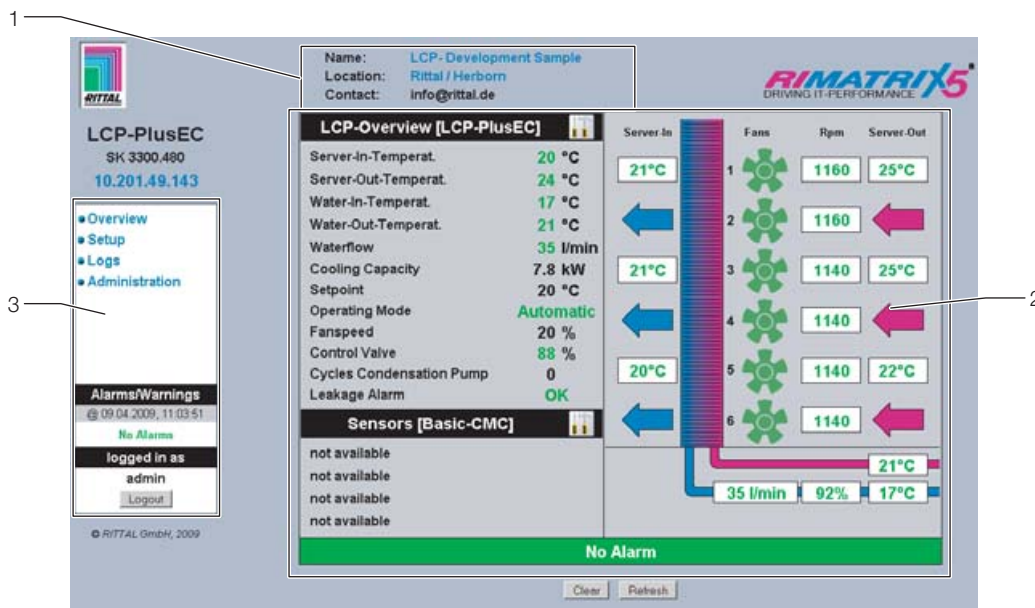 1
RITTAL
Name: LCP- Development Sample
Location: Rittal / Herborn
Contact: info@rittal.de
RIMATRIX5
DRIVING IT-PERFORMANCE
LCP-PlusEC
SK 3300.480
10.201.49.143
Overview
Setup
Logs
Administration
3
Alarms/Warnings
@ 09.04.2009, 11:03:51
No Alarms
logged in as
admin
Logout
© RITTAL GmbH, 2009
LCP-Overview [LCP-PlusEC]
Server-In-Temperat. 20 °C
Server-Out-Temperat. 24 °C
Water-In-Temperat. 17 °C
Water-Out-Temperat. 21 °C
Waterflow 35 l/min
Cooling Capacity 7.8 kW
Setpoint 20 °C
Operating Mode Automatic
Fanspeed 20 %
Control Valve 88 %
Cycles Condensation Pump 0
Leakage Alarm OK
Sensors [Basic-CMC]
not available
not available
not available
not available
Server-In Fans Rpm Server-Out
21°C 1 1160 25°C
2 1160
21°C 3 1140 25°C
4 1140
20°C 5 1140 22°C
6 1140
21°C
35 l/min 92% 17°C
2
No Alarm
Clear Refresh